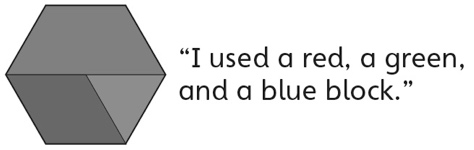 “I used a red, a green,
and a blue block.”